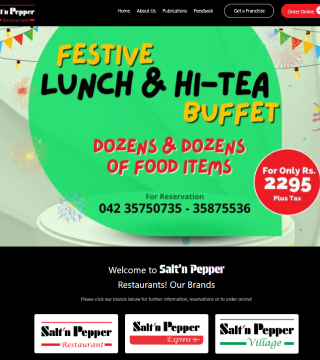 Salt'n Pepper
Restaurants
Home About Us Publications Feedback Get a Franchise Order Online
FESTIVE
LUNCH & HI-TEA
BUFFET
DOZENS & DOZENS
OF FOOD ITEMS
For Only Rs.
2295
Plus Tax
For Reservation
042 35750735 - 35875536
Welcome to Salt'n Pepper
Restaurants! Our Brands
Please click our brands below for further information, reservations or to order online!
Salt'n Pepper
Restaurant
Salt'n Pepper
Express
Salt'n Pepper
Village